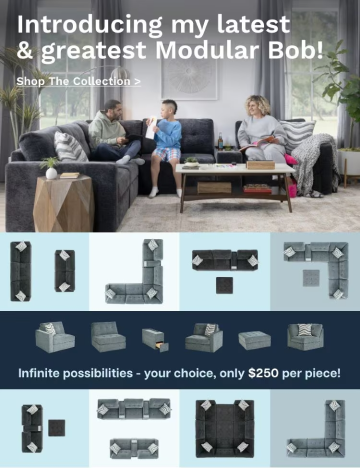 Introducing my latest
& greatest Modular Bob!
Shop The Collection >
Infinite possibilities - your choice, only $250 per piece!